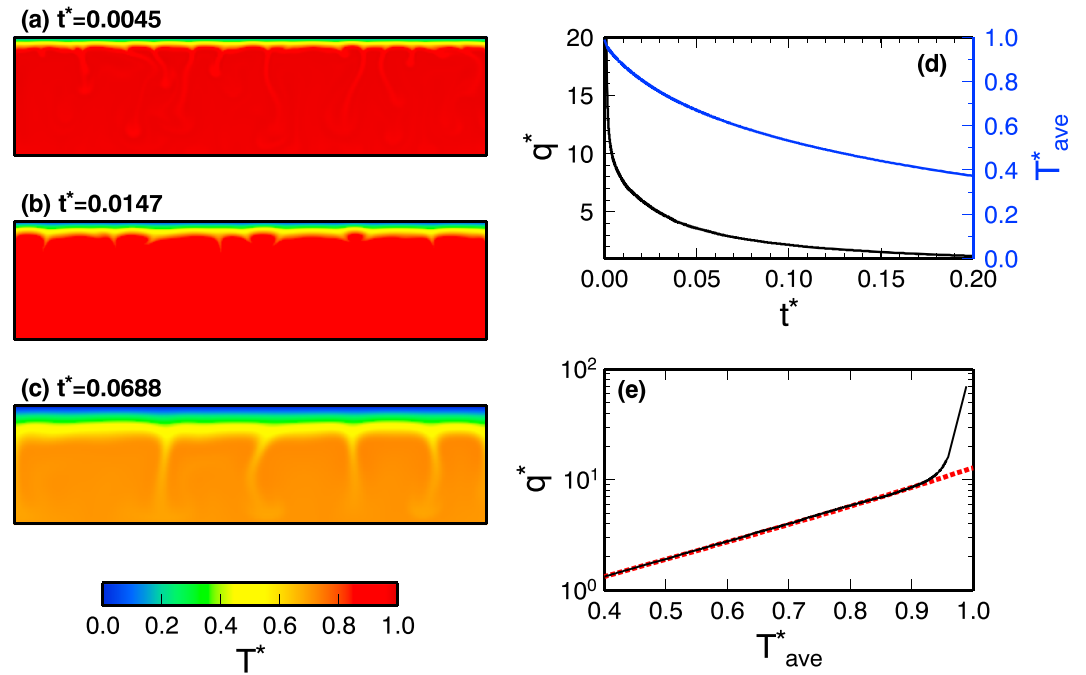 (a) t*=0.0045
(b) t*=0.0147
(c) t*=0.0688
0.0 0.2 0.4 0.6 0.8 1.0
T*
(d)
20
15
10
5
q*
1.0
0.8
0.6
0.4
0.2
0.0
T*ave
0.00 0.05 0.10 0.15 0.20
t*
(e)
10²
10¹
10⁰
q*
0.4 0.5 0.6 0.7 0.8 0.9 1.0
T*ave